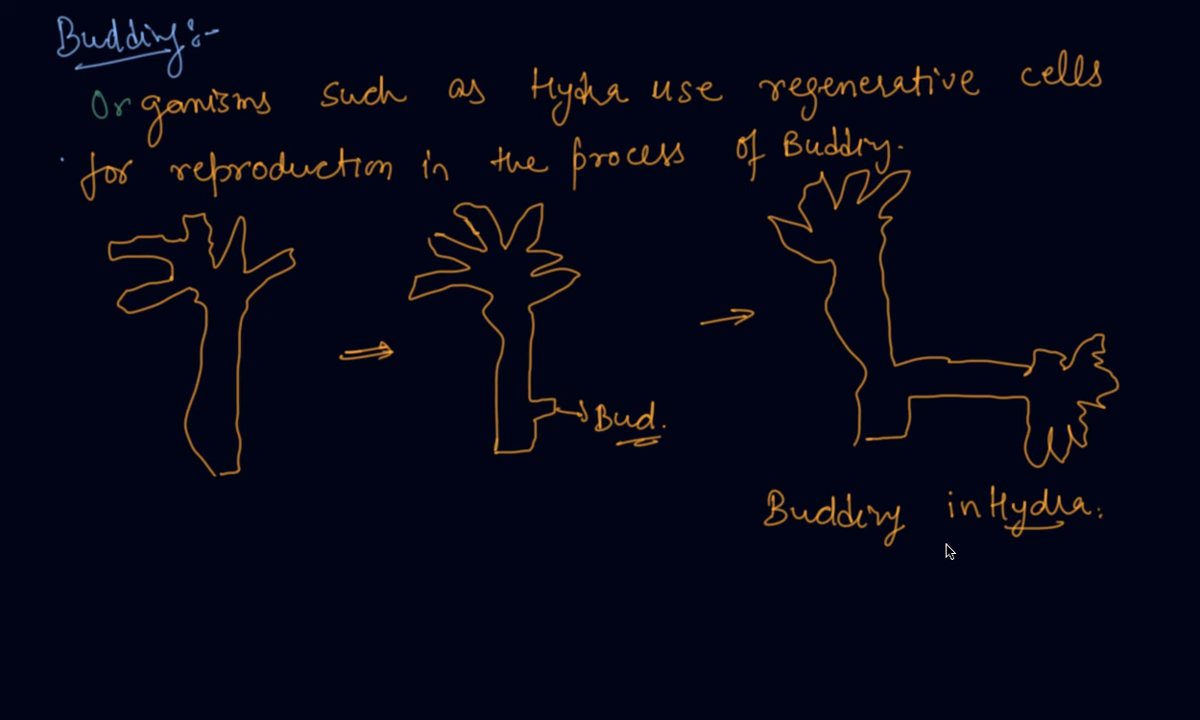 Budding:-
Organisms such as Hydra use regenerative cells
for reproduction in the process of Budding.
Bud.
Budding in Hydra.